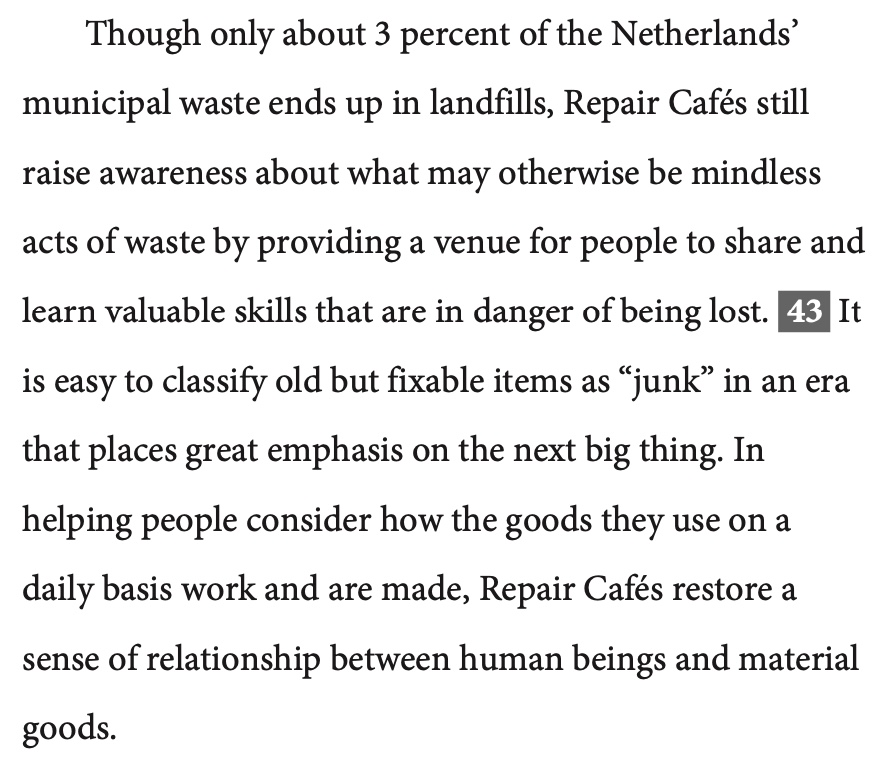 Though only about 3 percent of the Netherlands’
municipal waste ends up in landfills, Repair Cafés still
raise awareness about what may otherwise be mindless
acts of waste by providing a venue for people to share and
learn valuable skills that are in danger of being lost. 43 It
is easy to classify old but fixable items as “junk” in an era
that places great emphasis on the next big thing. In
helping people consider how the goods they use on a
daily basis work and are made, Repair Cafés restore a
sense of relationship between human beings and material
goods.